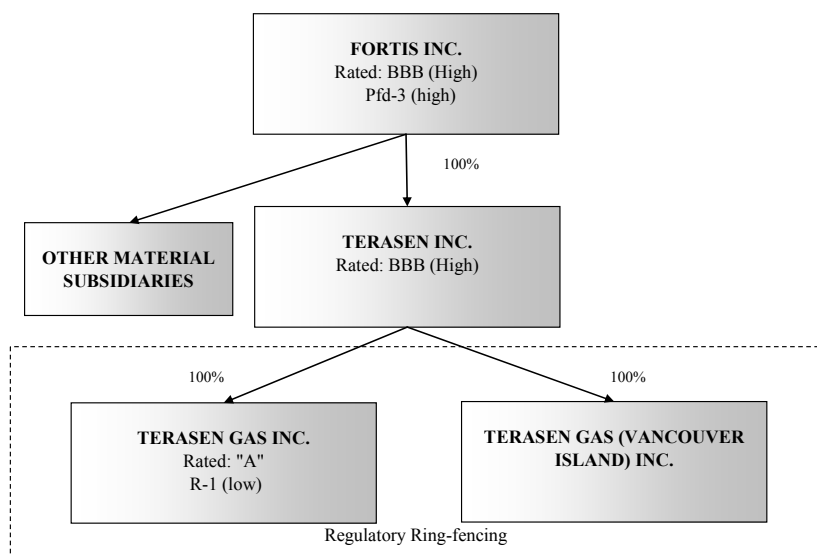 FORTIS INC.
Rated: BBB (High)
Pfd-3 (high)
100%
OTHER MATERIAL
SUBSIDIARIES
TERASEN INC.
Rated: BBB (High)
100%
100%
TERASEN GAS INC.
Rated: "A"
R-1 (low)
TERASEN GAS (VANCOUVER
ISLAND) INC.
Regulatory Ring-fencing